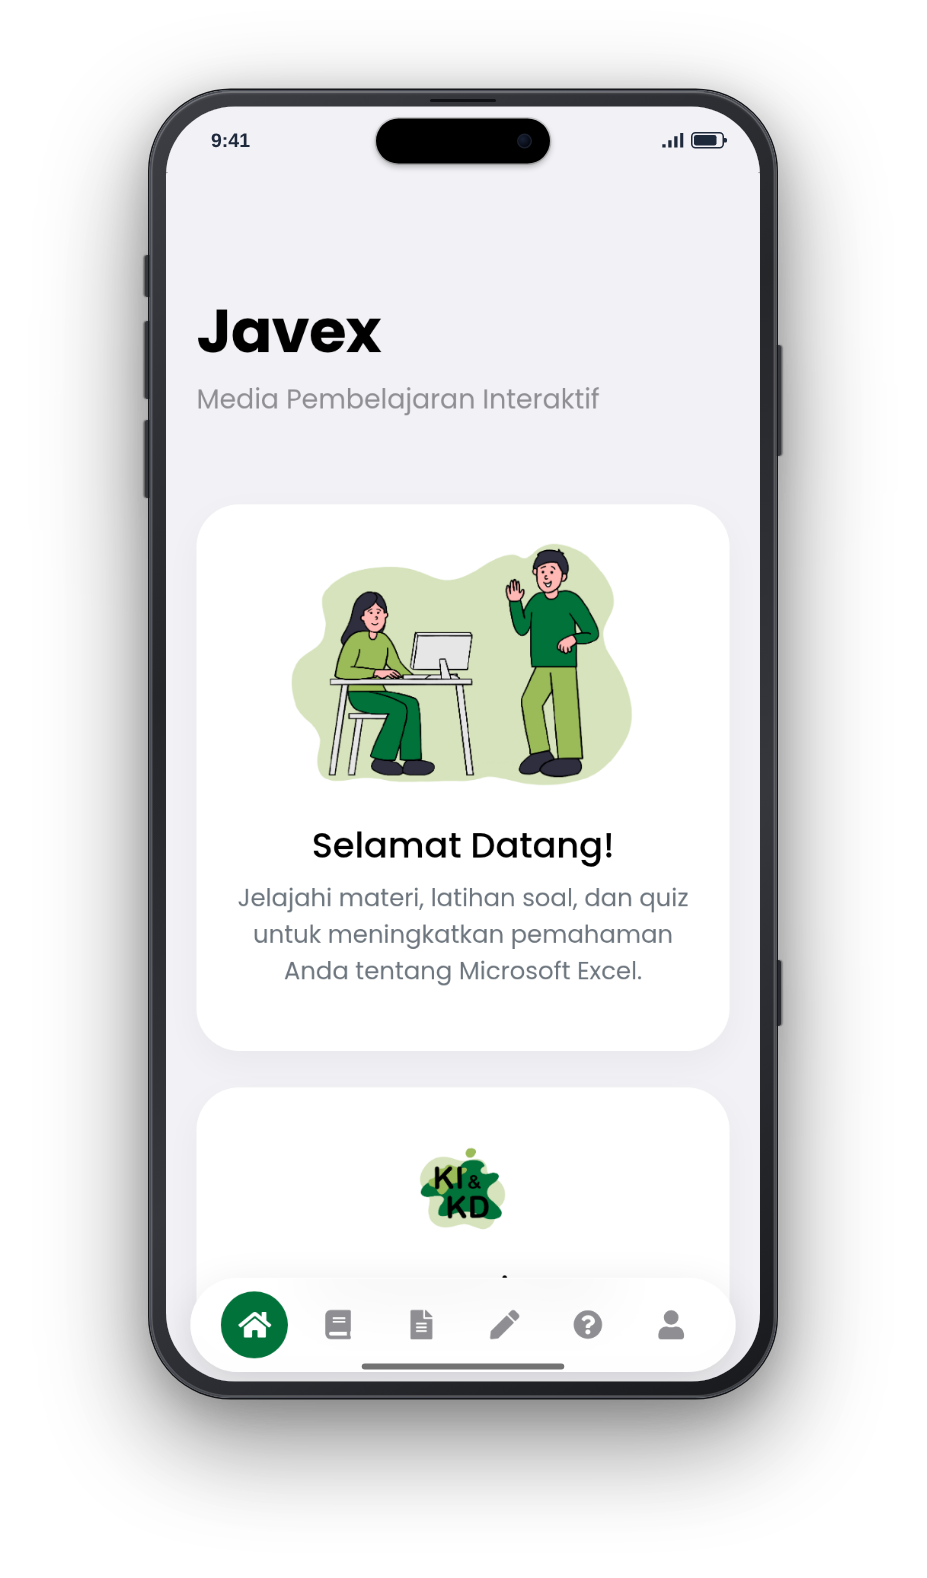 9:41
Javex
Media Pembelajaran Interaktif
Selamat Datang!
Jelajahi materi, latihan soal, dan quiz
untuk meningkatkan pemahaman
Anda tentang Microsoft Excel.
KI &
KD